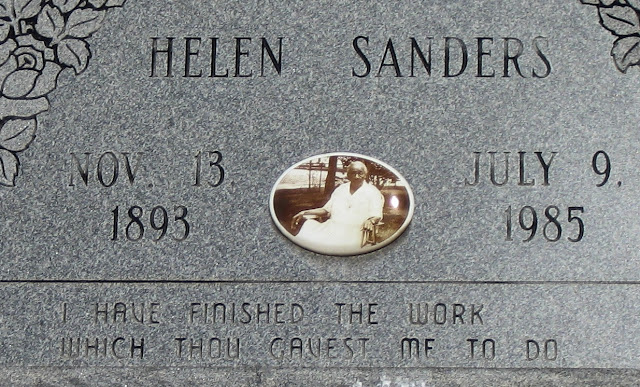 HELEN SANDERS
NOV. 13 JULY 9,
1893 1985
I HAVE FINISHED THE WORK
WHICH THOU GAVEST ME TO DO